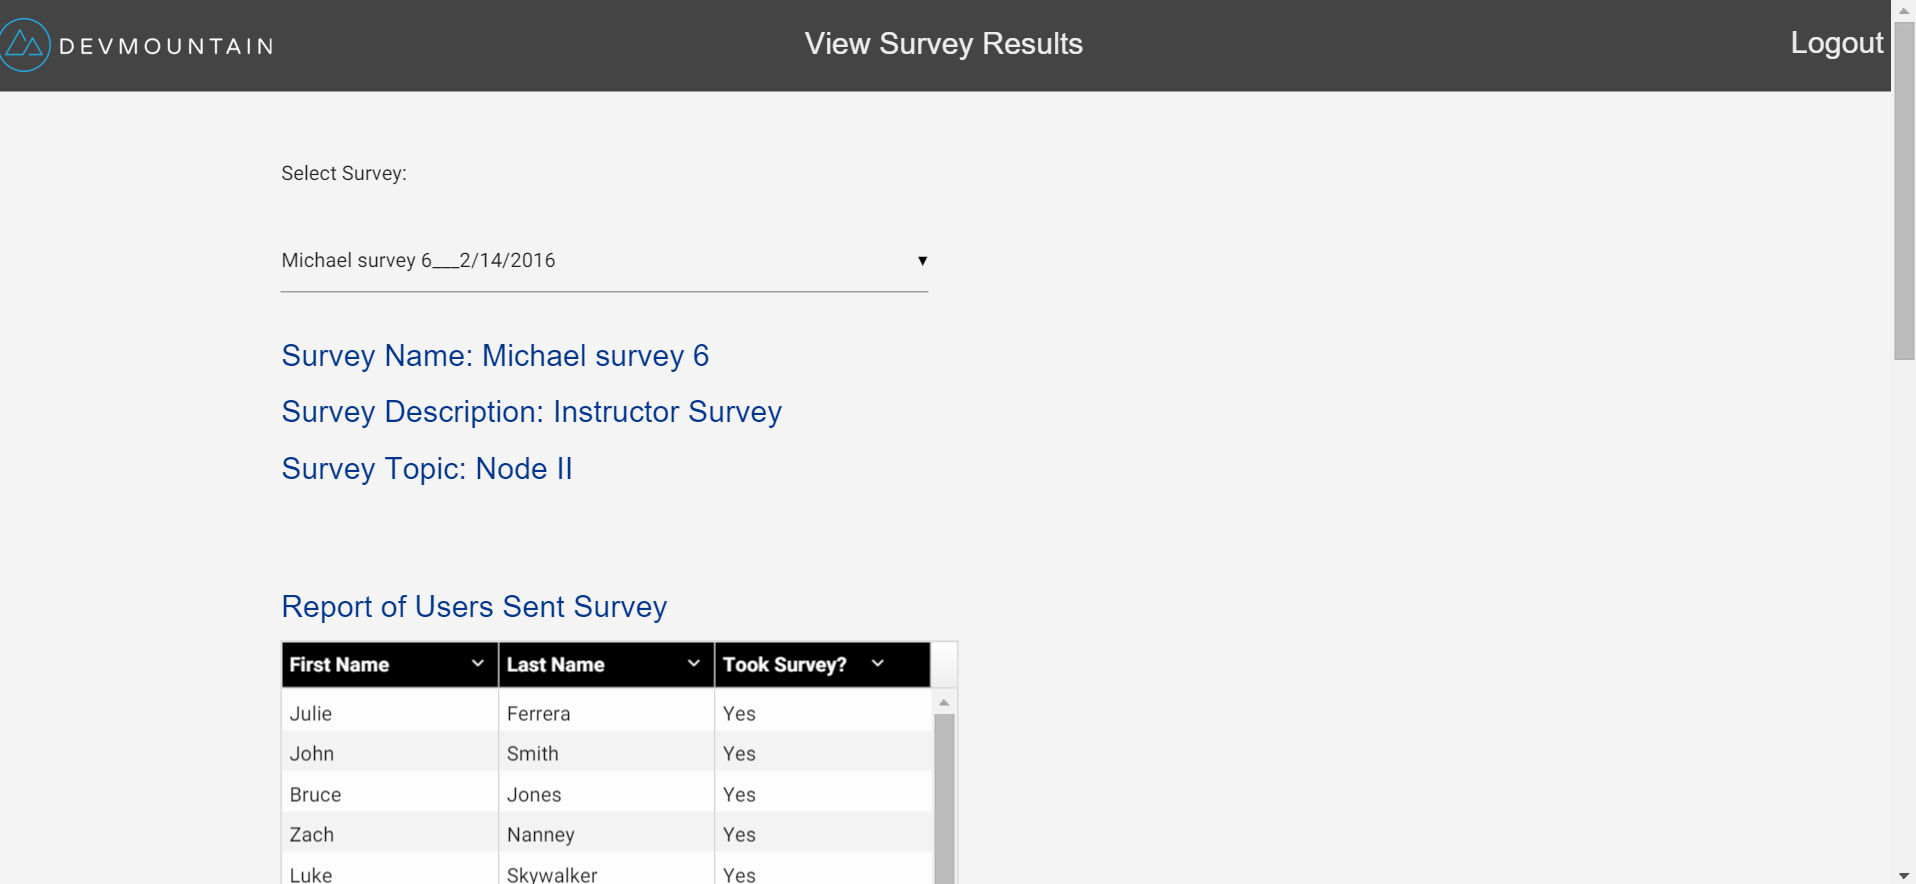 DEVMOUNTAIN View Survey Results Logout
Select Survey:
Michael survey 6___2/14/2016
Survey Name: Michael survey 6
Survey Description: Instructor Survey
Survey Topic: Node II
Report of Users Sent Survey
First Name Last Name Took Survey?
Julie Ferrera Yes
John Smith Yes
Bruce Jones Yes
Zach Nanney Yes
Luke Skywalker Yes